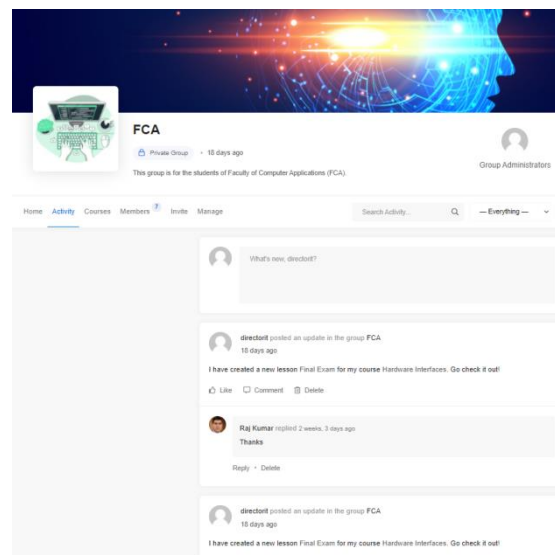 FCA
Private Group • 18 days ago
Group Administrators
This group is for the students of Faculty of Computer Applications (FCA).
Home Activity Courses Members 7 Invite Manage Search Activity... — Everything —
What's new, directorit?
directorit posted an update in the group FCA
18 days ago
I have created a new lesson Final Exam for my course Hardware Interfaces. Go check it out!
Like Comment Delete
Raj Kumar replied 2 weeks, 3 days ago
Thanks
Reply • Delete
directorit posted an update in the group FCA
18 days ago
I have created a new lesson Final Exam for my course Hardware Interfaces. Go check it out!